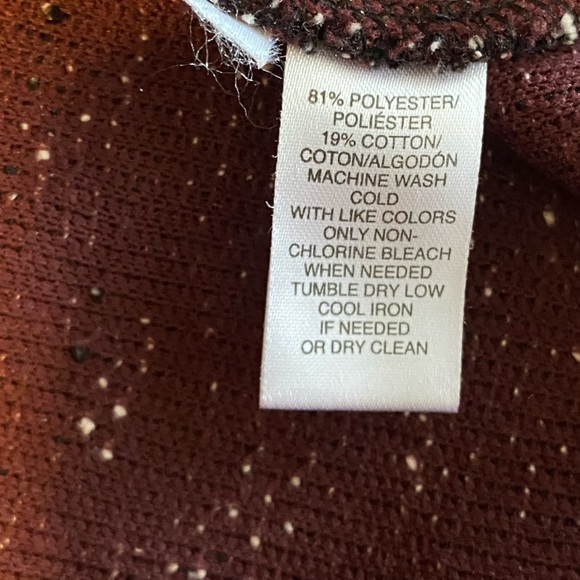 81% POLYESTER/
POLIÉSTER
19% COTTON/
COTON/ALGODÓN
MACHINE WASH
COLD
WITH LIKE COLORS
ONLY NON-
CHLORINE BLEACH
WHEN NEEDED
TUMBLE DRY LOW
COOL IRON
IF NEEDED
OR DRY CLEAN